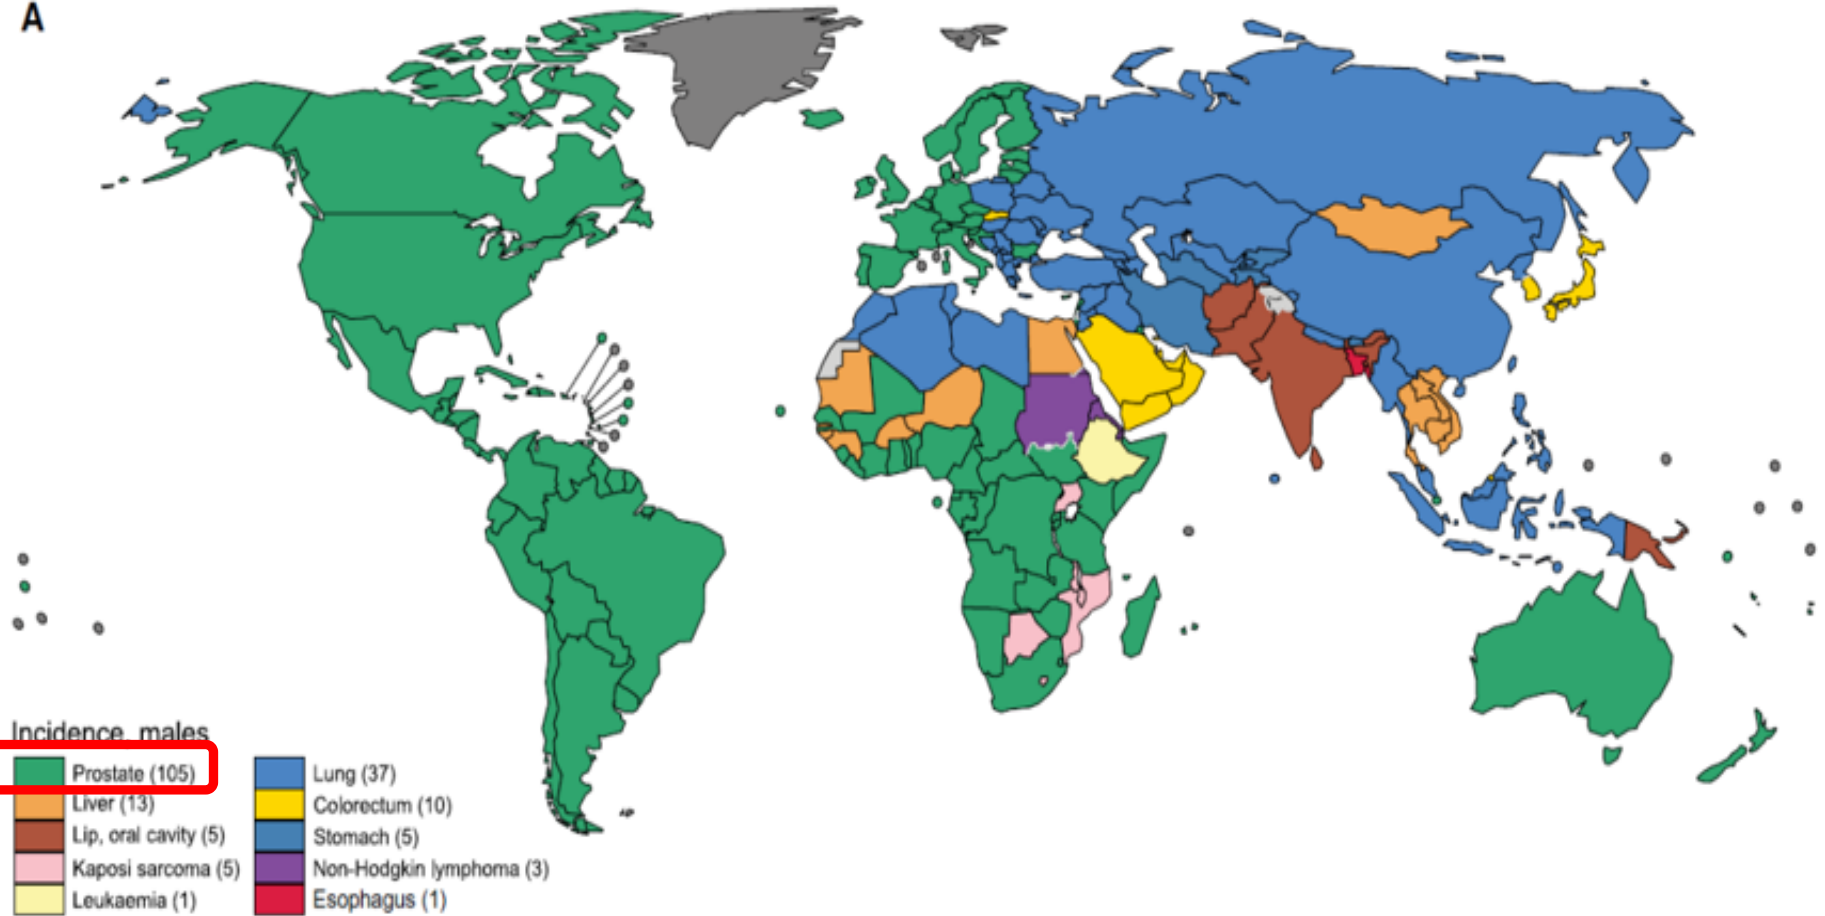 A
Incidence, males
Prostate (105)
Liver (13)
Lip, oral cavity (5)
Kaposi sarcoma (5)
Leukaemia (1)
Lung (37)
Colorectum (10)
Stomach (5)
Non-Hodgkin lymphoma (3)
Esophagus (1)